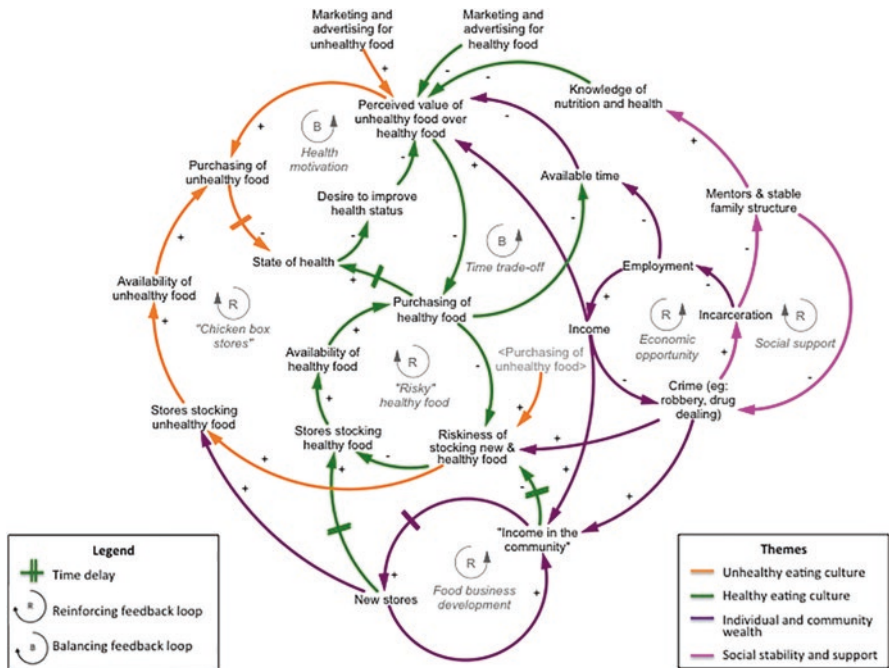 Marketing and
advertising for
unhealthy food
Marketing and
advertising for
healthy food
+
-
-
-
Knowledge of
nutrition and health
Perceived value of
unhealthy food over
healthy food
+
B
Health
motivation
-
+
+
Purchasing of
unhealthy food
Available time
Desire to improve
health status
Mentors & stable
family structure
+
-
-
-
B
Time trade-off
-
-
-
State of health
Employment
Availability of
unhealthy food
R
"Chicken box
stores"
+
Purchasing of
healthy food
+
-
Incarceration
+
Income
R
Economic
opportunity
R
Social support
+
Availability of
healthy food
R
"Risky"
healthy food
-
<Purchasing of
unhealthy food>
-
+
-
+
Crime (eg:
robbery, drug
dealing)
+
Stores stocking
unhealthy food
Stores stocking
healthy food
Riskiness of
stocking new &
healthy food
+
+
+
-
+
+
-
+
"Income in the
community"
R
Food business
development
+
+
New stores
Legend
Time delay
R
Reinforcing feedback loop
B
Balancing feedback loop
Themes
Unhealthy eating culture
Healthy eating culture
Individual and community
wealth
Social stability and support